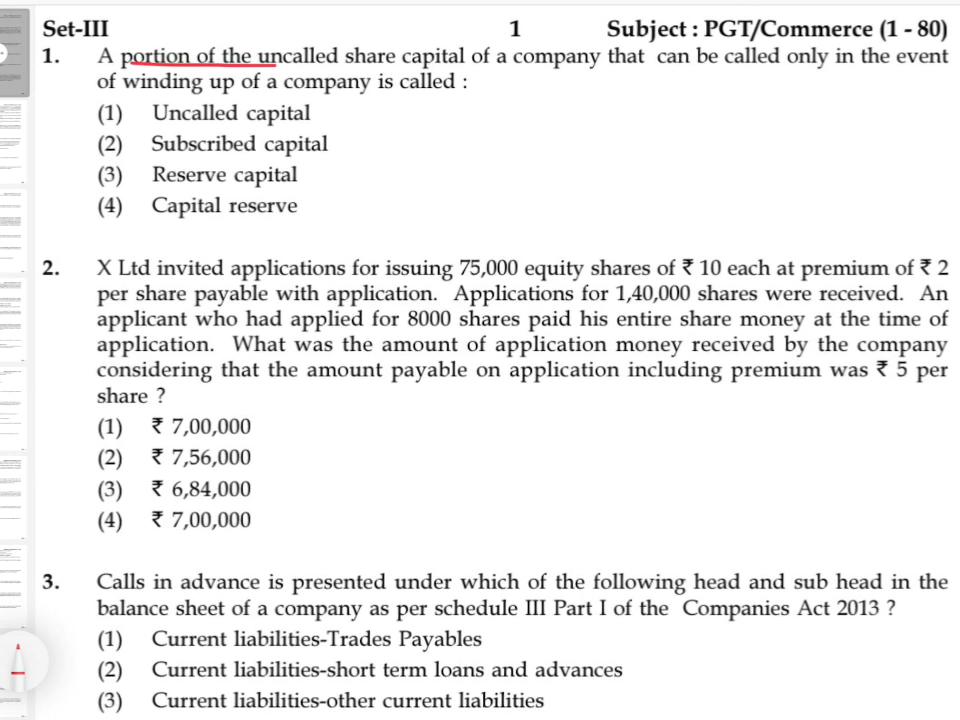 Set-III 1 Subject : PGT/Commerce (1 - 80)
1. A portion of the uncalled share capital of a company that can be called only in the event
of winding up of a company is called :
(1) Uncalled capital
(2) Subscribed capital
(3) Reserve capital
(4) Capital reserve
2. X Ltd invited applications for issuing 75,000 equity shares of ₹ 10 each at premium of ₹ 2
per share payable with application. Applications for 1,40,000 shares were received. An
applicant who had applied for 8000 shares paid his entire share money at the time of
application. What was the amount of application money received by the company
considering that the amount payable on application including premium was ₹ 5 per
share ?
(1) ₹ 7,00,000
(2) ₹ 7,56,000
(3) ₹ 6,84,000
(4) ₹ 7,00,000
3. Calls in advance is presented under which of the following head and sub head in the
balance sheet of a company as per schedule III Part I of the Companies Act 2013 ?
(1) Current liabilities-Trades Payables
(2) Current liabilities-short term loans and advances
(3) Current liabilities-other current liabilities